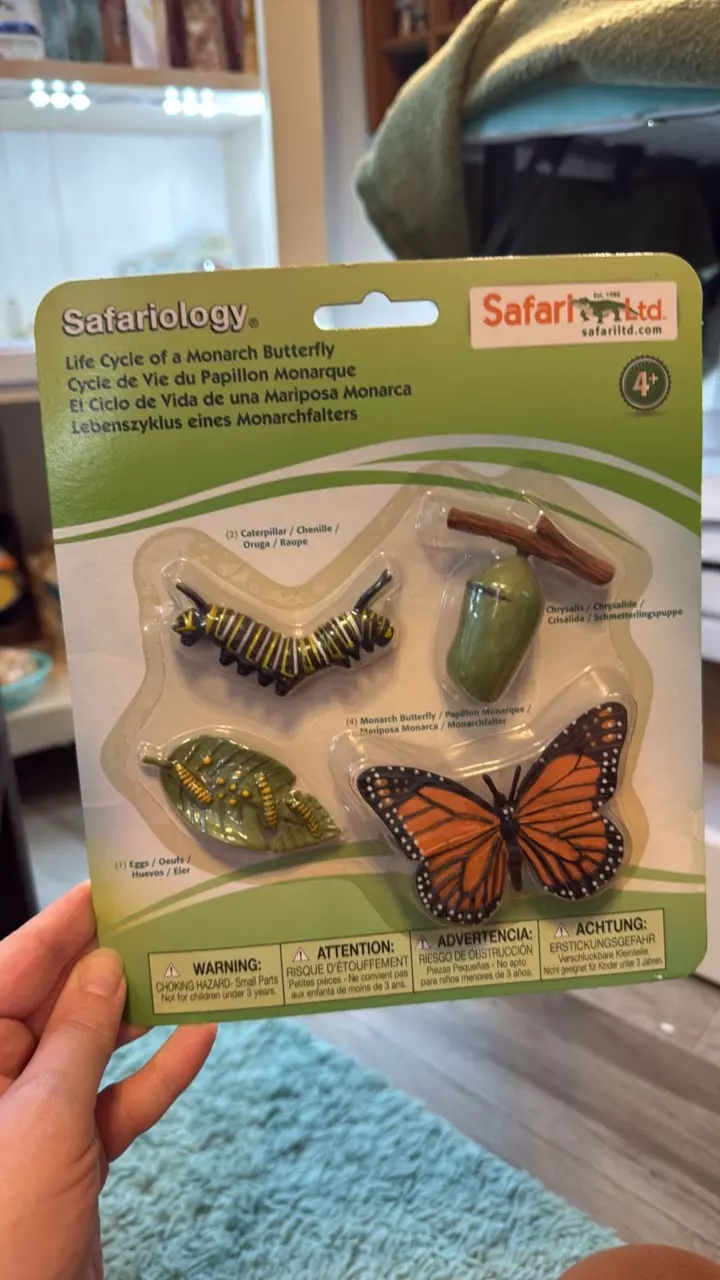 Safariology®
Safari Est. 1982 Ltd.
safariltd.com
Life Cycle of a Monarch Butterfly
Cycle de Vie du Papillon Monarque
El Ciclo de Vida de una Mariposa Monarca
Lebenszyklus eines Monarchfalters
4+
(2) Caterpillar / Chenille /
Oruga / Raupe
Chrysalis / Chrysalide /
Crisálida / Schmetterlingspuppe
(4) Monarch Butterfly / Papillon Monarque /
Mariposa Monarca / Monarchfalter
(1) Eggs / Oeufs /
Huevos / Eier
WARNING:
CHOKING HAZARD- Small Parts
Not for children under 3 years.
ATTENTION:
RISQUE D'ÉTOUFFEMENT
Petites pièces - Ne convient pas
aux enfants de moins de 3 ans.
ADVERTENCIA:
RIESGO DE OBSTRUCCIÓN
Piezas Pequeñas - No apto
para niños menores de 3 años.
ACHTUNG:
ERSTICKUNGSGEFAHR
Verschluckbare Kleinteile
Nicht geeignet für Kinder unter 3 Jahren.